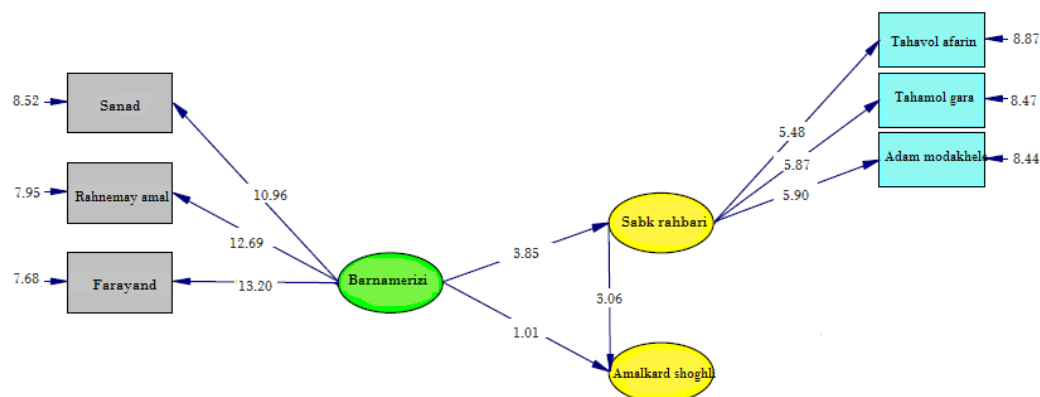 Tahavol afarin
8.87
8.52
Sanad
Tahamol gara
8.47
5.48
5.87
Adam modakhele
8.44
7.95
Rahnemay amal
10.96
5.90
Sabk rahbari
12.69
3.85
7.68
Farayand
13.20
Barnamerizi
3.06
1.01
Amalkard shoghli